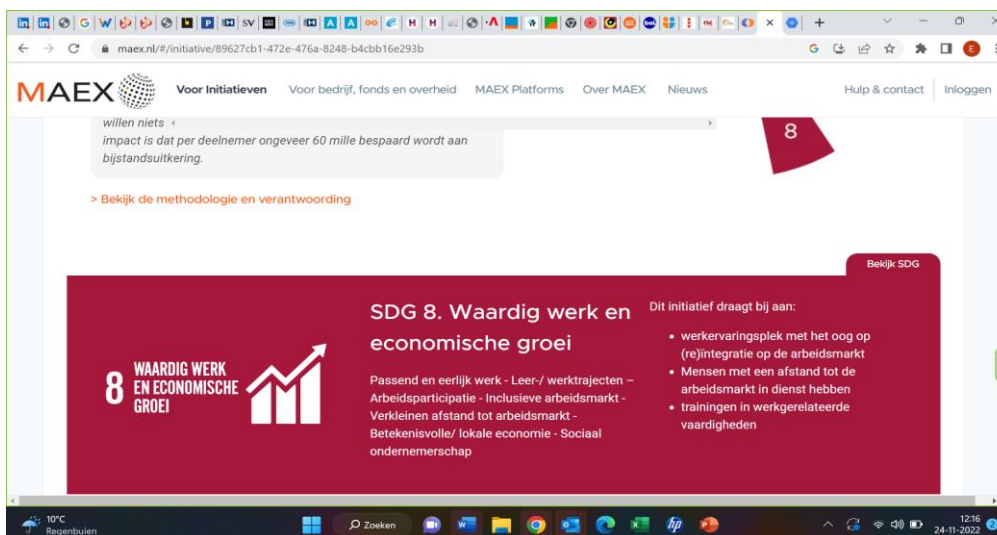 maex.nl/#/initiative/89627cb1-472e-476a-8248-b4cbb16e293b
MAEX
Voor Initiatieven
Voor bedrijf, fonds en overheid
MAEX Platforms
Over MAEX
Nieuws
Hulp & contact
Inloggen
willen niets
impact is dat per deelnemer ongeveer 60 mille bespaard wordt aan
bijstandsuitkering.
8
> Bekijk de methodologie en verantwoording
Bekijk SDG
8
WAARDIG WERK
EN ECONOMISCHE
GROEI
SDG 8. Waardig werk en
economische groei
Passend en eerlijk werk - Leer-/ werktrajecten –
Arbeidsparticipatie - Inclusieve arbeidsmarkt -
Verkleinen afstand tot arbeidsmarkt -
Betekenisvolle/ lokale economie - Sociaal
ondernemerschap
Dit initiatief draagt bij aan:
• werkervaringsplek met het oog op
(re)ïntegratie op de arbeidsmarkt
• Mensen met een afstand tot de
arbeidsmarkt in dienst hebben
• trainingen in werkgerelateerde
vaardigheden
10°C
Regenbuien
Zoeken
12:16
24-11-2022